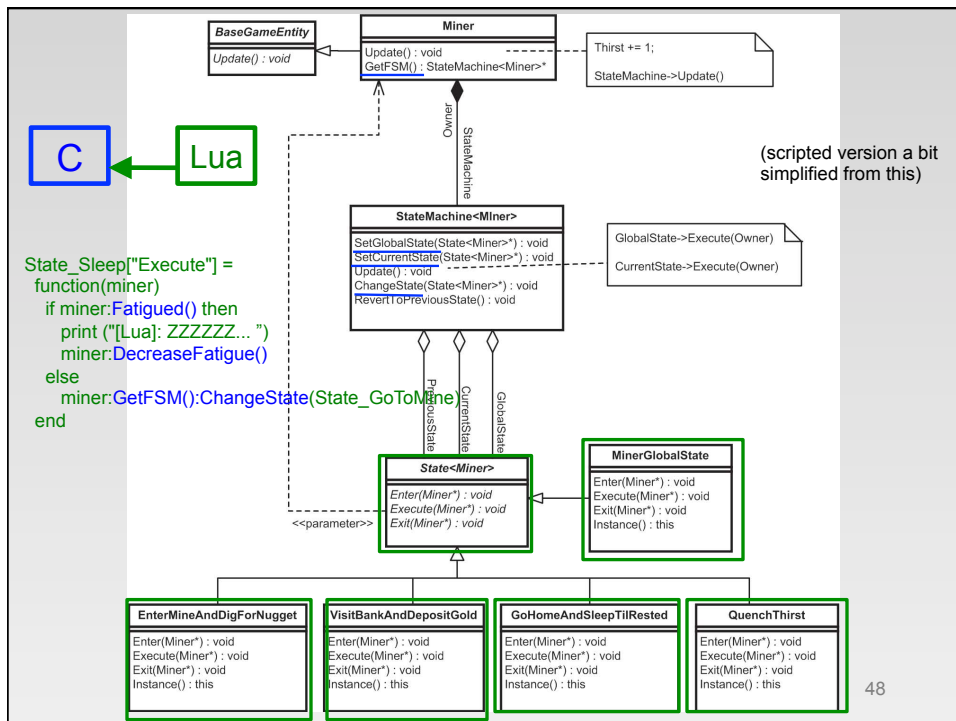 BaseGameEntity
Update() : void
Miner
Update() : void
GetFSM() : StateMachine<Miner>*
Thirst += 1;
StateMachine->Update()
C
Lua
Owner
StateMachine
(scripted version a bit
simplified from this)
StateMachine<MIner>
SetGlobalState(State<Miner>*) : void
SetCurrentState(State<Miner>*) : void
Update() : void
ChangeState(State<Miner>*) : void
RevertToPreviousState() : void
GlobalState->Execute(Owner)
CurrentState->Execute(Owner)
State_Sleep["Execute"] =
function(miner)
if miner:Fatigued() then
print ("[Lua]: ZZZZZZ... ”)
miner:DecreaseFatigue()
else
miner:GetFSM():ChangeState(State_GoToMine)
end
PreviousState
CurrentState
GlobalState
State<Miner>
Enter(Miner*) : void
Execute(Miner*) : void
Exit(Miner*) : void
<<parameter>>
MinerGlobalState
Enter(Miner*) : void
Execute(Miner*) : void
Exit(Miner*) : void
Instance() : this
EnterMineAndDigForNugget
Enter(Miner*) : void
Execute(Miner*) : void
Exit(Miner*) : void
Instance() : this
VisitBankAndDepositGold
Enter(Miner*) : void
Execute(Miner*) : void
Exit(Miner*) : void
Instance() : this
GoHomeAndSleepTilRested
Enter(Miner*) : void
Execute(Miner*) : void
Exit(Miner*) : void
Instance() : this
QuenchThirst
Enter(Miner*) : void
Execute(Miner*) : void
Exit(Miner*) : void
Instance() : this
48